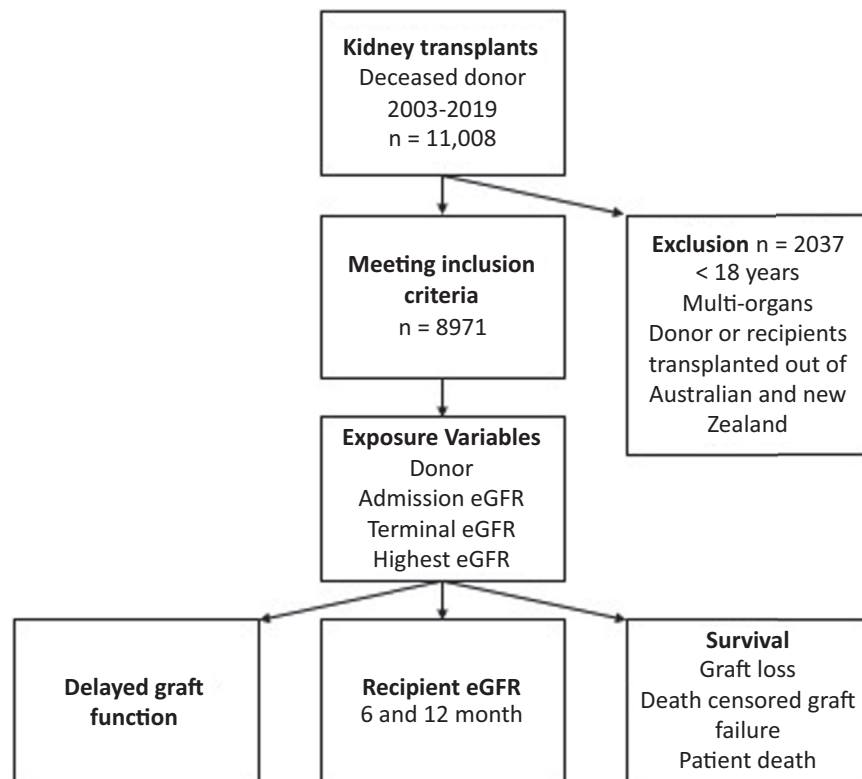 Kidney transplants
Deceased donor
2003-2019
n = 11,008
Meeting inclusion
criteria
n = 8971
Exclusion n = 2037
< 18 years
Multi-organs
Donor or recipients
transplanted out of
Australian and new
Zealand
Exposure Variables
Donor
Admission eGFR
Terminal eGFR
Highest eGFR
Delayed graft
function
Recipient eGFR
6 and 12 month
Survival
Graft loss
Death censored graft
failure
Patient death